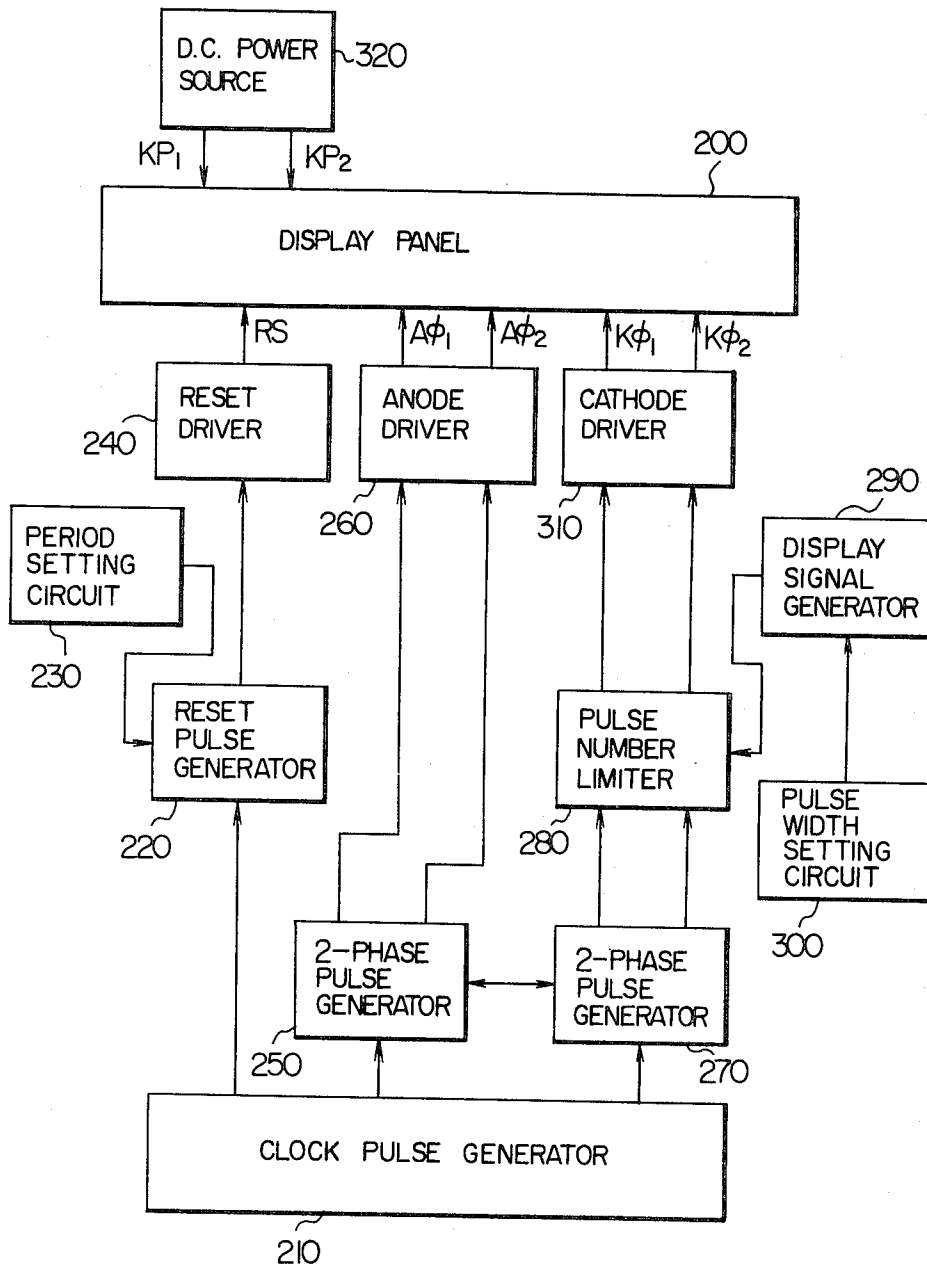 D.C. POWER
SOURCE
320
KP1
KP2
200
DISPLAY PANEL
RS
Aϕ1
Aϕ2
Kϕ1
Kϕ2
RESET
DRIVER
240
ANODE
DRIVER
260
CATHODE
DRIVER
310
290
PERIOD
SETTING
CIRCUIT
230
DISPLAY
SIGNAL
GENERATOR
RESET
PULSE
GENERATOR
220
PULSE
NUMBER
LIMITER
280
PULSE
WIDTH
SETTING
CIRCUIT
300
2-PHASE
PULSE
GENERATOR
250
2-PHASE
PULSE
GENERATOR
270
CLOCK PULSE GENERATOR
210